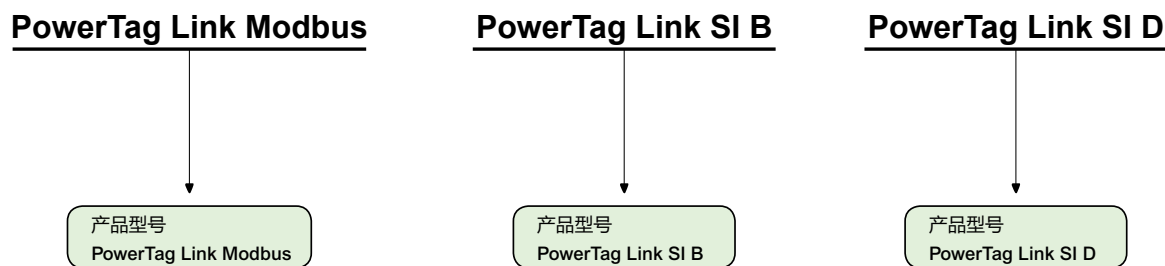 PowerTag Link Modbus
PowerTag Link SI B
PowerTag Link SI D
产品型号
PowerTag Link Modbus
产品型号
PowerTag Link SI B
产品型号
PowerTag Link SI D